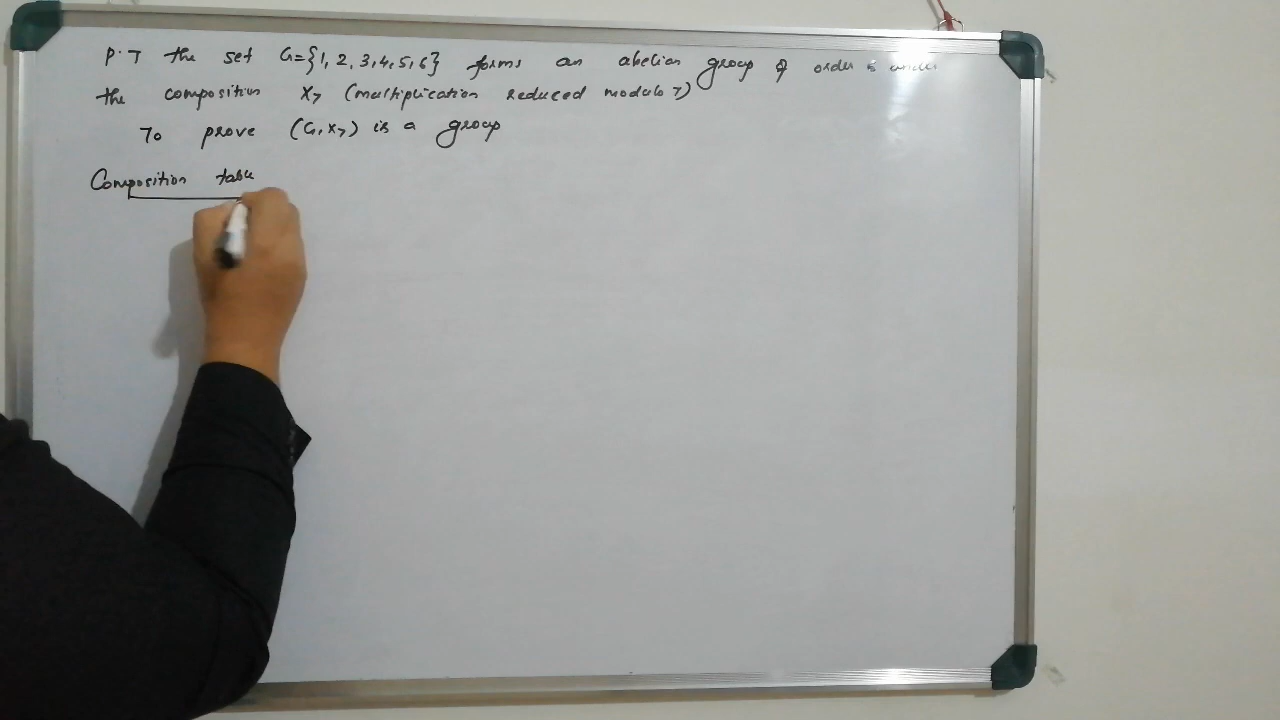 P.T the set G={1, 2, 3, 4, 5, 6} forms an abelian group of order 6 under
the composition X7 (multiplication reduced modulo 7)
To prove (G, X7) is a group
Composition table